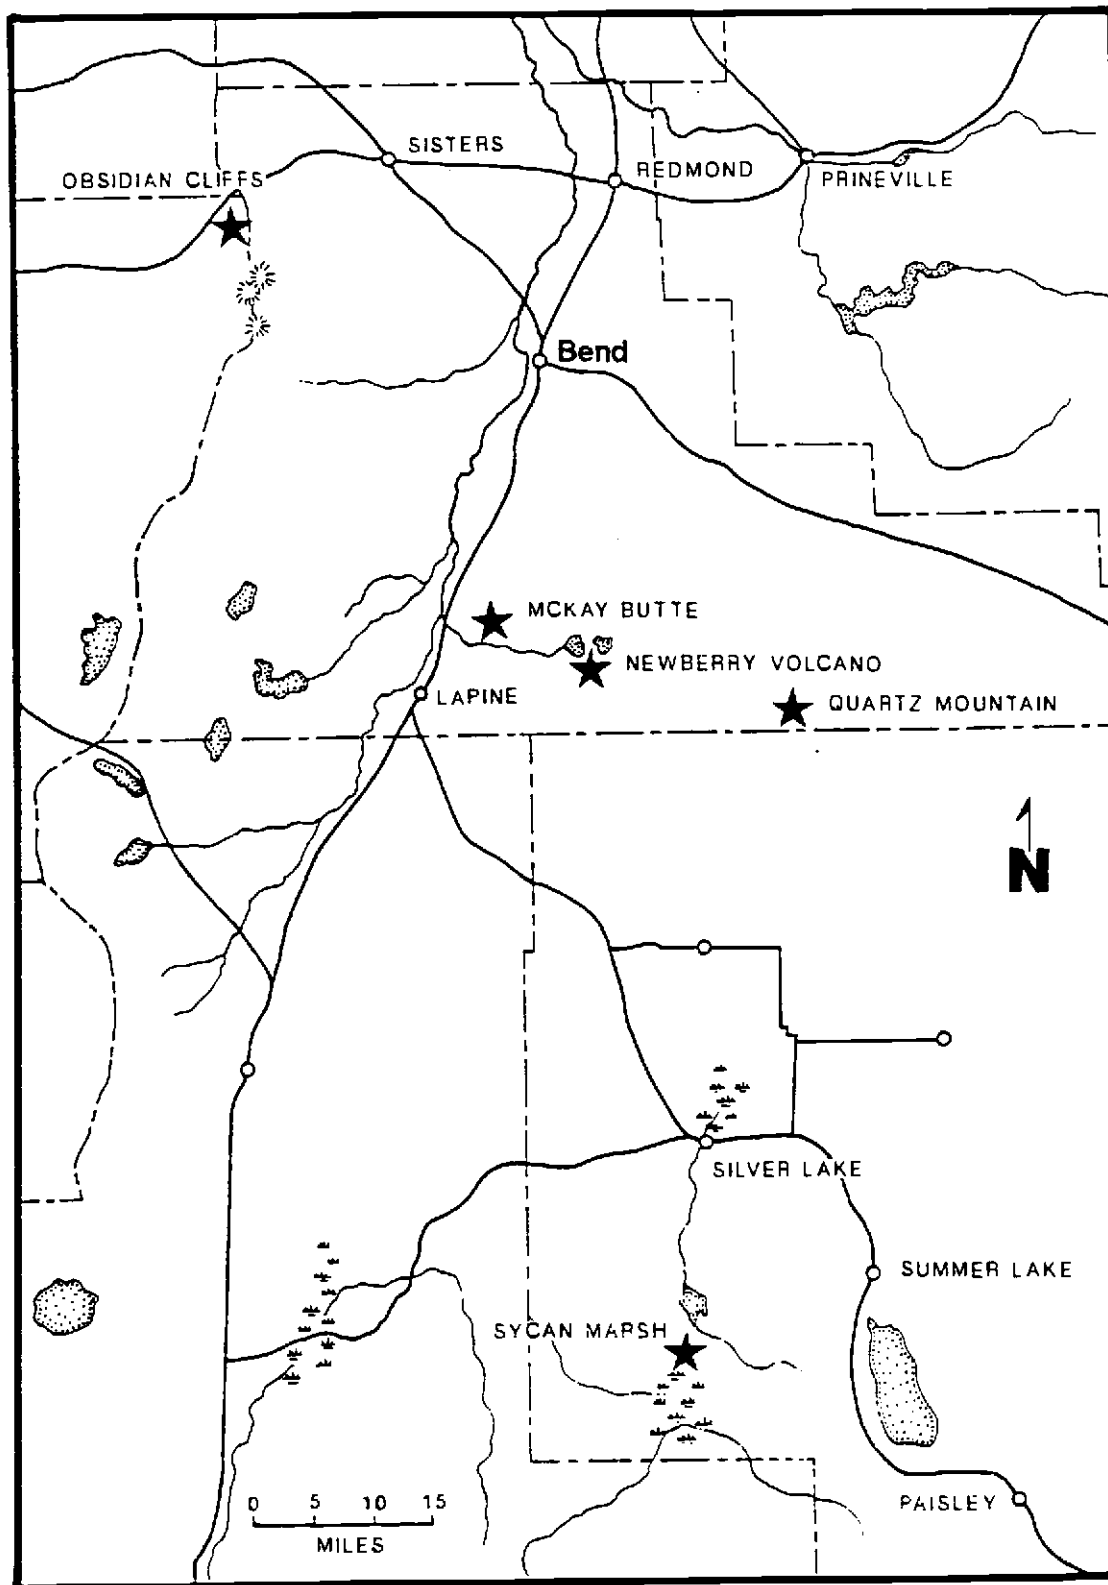 SISTERS
REDMOND
PRINEVILLE
OBSIDIAN CLIFFS
Bend
MCKAY BUTTE
NEWBERRY VOLCANO
LAPINE
QUARTZ MOUNTAIN
N
SILVER LAKE
SUMMER LAKE
SYCAN MARSH
PAISLEY
0 5 10 15
MILES